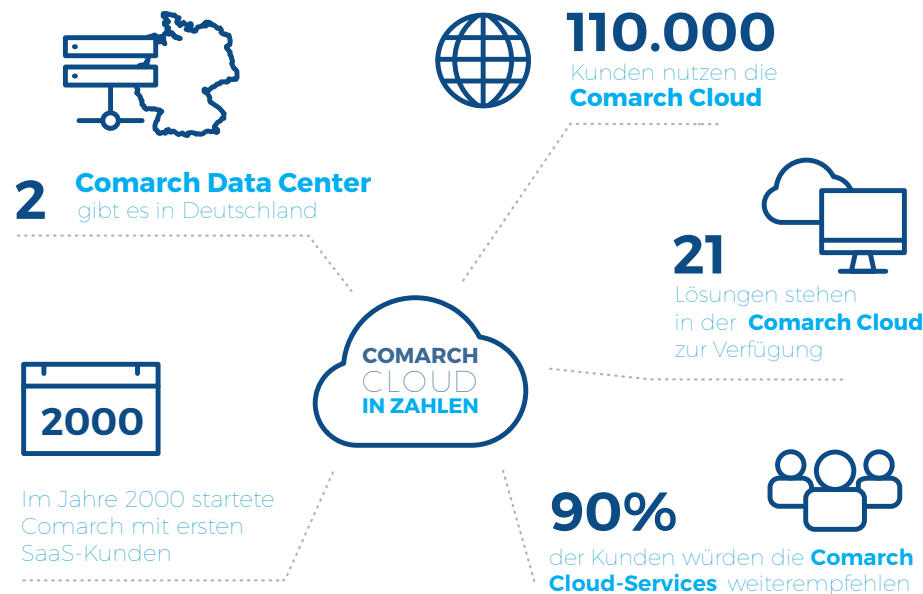 110.000
Kunden nutzen die
Comarch Cloud
2 Comarch Data Center
gibt es in Deutschland
21
Lösungen stehen
in der Comarch Cloud
zur Verfügung
COMARCH
CLOUD
IN ZAHLEN
2000
Im Jahre 2000 startete
Comarch mit ersten
SaaS-Kunden
90%
der Kunden würden die Comarch
Cloud-Services weiterempfehlen